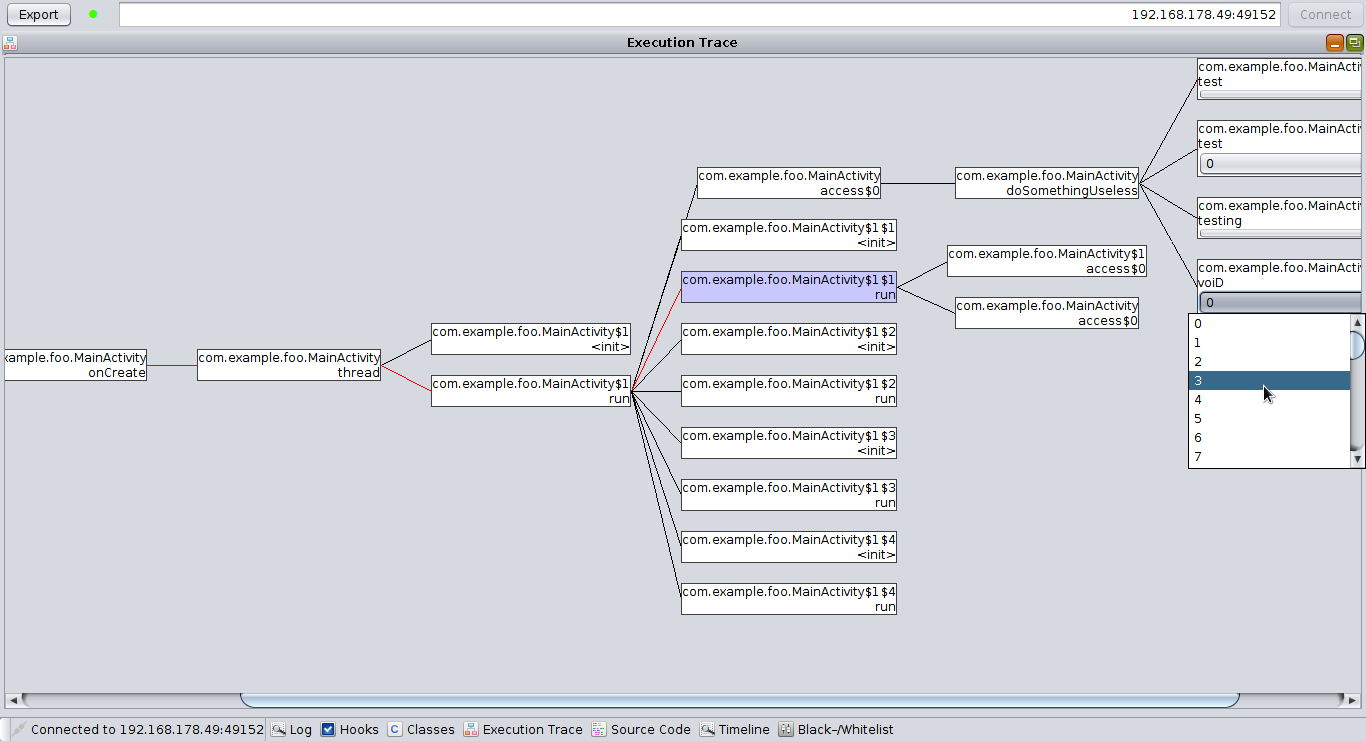 Export
192.168.178.49:49152
Connect
Execution Trace
com.example.foo.MainActi
test
com.example.foo.MainActi
test
0
com.example.foo.MainActivity
access$0
com.example.foo.MainActivity
doSomethingUseless
com.example.foo.MainActi
testing
com.example.foo.MainActivity$1$1
<init>
com.example.foo.MainActivity$1
access$0
com.example.foo.MainActi
voiD
0
com.example.foo.MainActivity$1$1
run
com.example.foo.MainActivity
access$0
0
1
2
3
4
5
6
7
com.example.foo.MainActivity$1
<init>
com.example.foo.MainActivity$1$2
<init>
xample.foo.MainActivity
onCreate
com.example.foo.MainActivity
thread
com.example.foo.MainActivity$1
run
com.example.foo.MainActivity$1$2
run
com.example.foo.MainActivity$1$3
<init>
com.example.foo.MainActivity$1$3
run
com.example.foo.MainActivity$1$4
<init>
com.example.foo.MainActivity$1$4
run
Connected to 192.168.178.49:49152
Log
Hooks
C Classes
Execution Trace
Source Code
Timeline
Black-/Whitelist